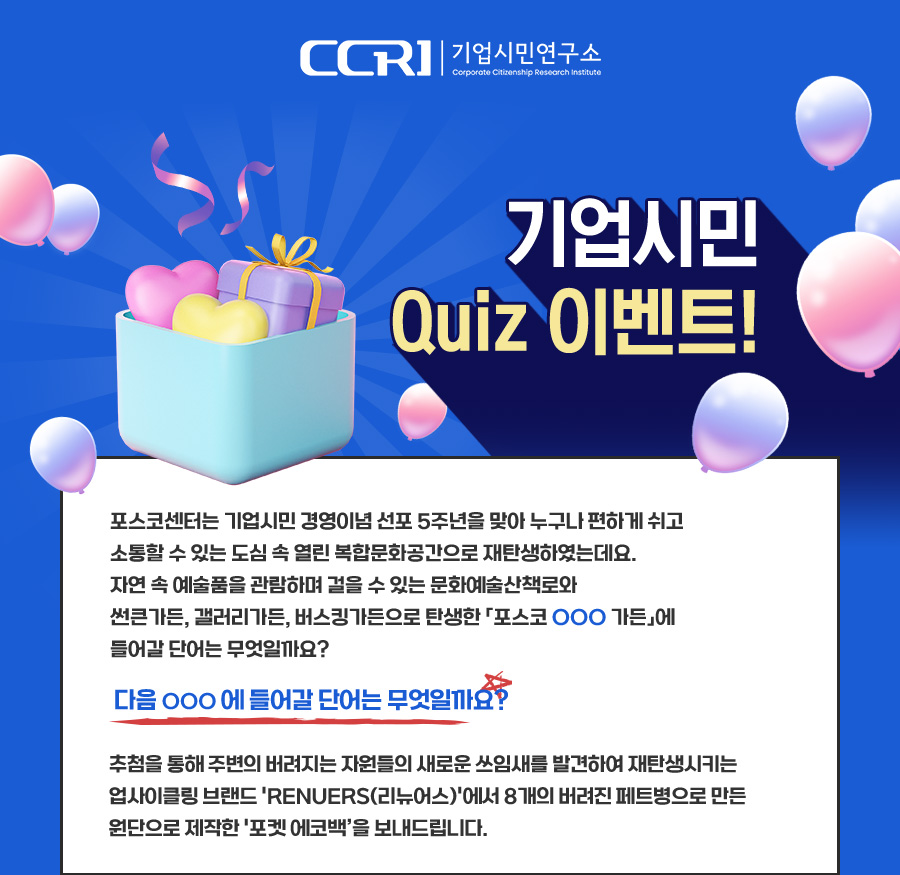 CCRI 기업시민연구소
Corporate Citizenship Research Institute
기업시민
Quiz 이벤트!
포스코센터는 기업시민 경영이념 선포 5주년을 맞아 누구나 편하게 쉬고
소통할 수 있는 도심 속 열린 복합문화공간으로 재탄생하였는데요.
자연 속 예술품을 관람하며 걸을 수 있는 문화예술산책로와
썬큰가든, 갤러리가든, 버스킹가든으로 탄생한 「포스코 OOO 가든」에
들어갈 단어는 무엇일까요?
다음 OOO 에 들어갈 단어는 무엇일까요?
추첨을 통해 주변의 버려지는 자원들의 새로운 쓰임새를 발견하여 재탄생시키는
업사이클링 브랜드 'RENUERS(리뉴어스)'에서 8개의 버려진 페트병으로 만든
원단으로 제작한 '포켓 에코백'을 보내드립니다.